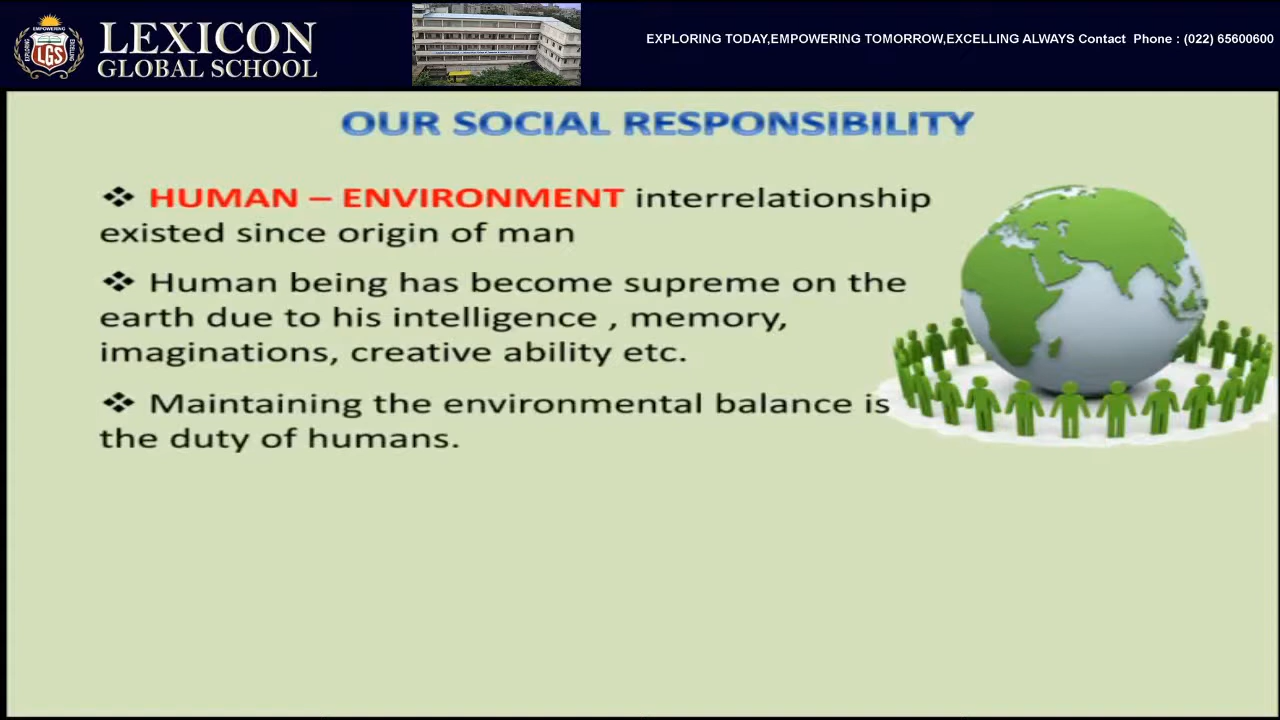 LEXICON
GLOBAL SCHOOL
EMPOWERING
LGS
EXPLORING TODAY,EMPOWERING TOMORROW,EXCELLING ALWAYS Contact Phone : (022) 65600600
OUR SOCIAL RESPONSIBILITY
❖ HUMAN – ENVIRONMENT interrelationship
existed since origin of man
❖ Human being has become supreme on the
earth due to his intelligence , memory,
imaginations, creative ability etc.
❖ Maintaining the environmental balance is
the duty of humans.